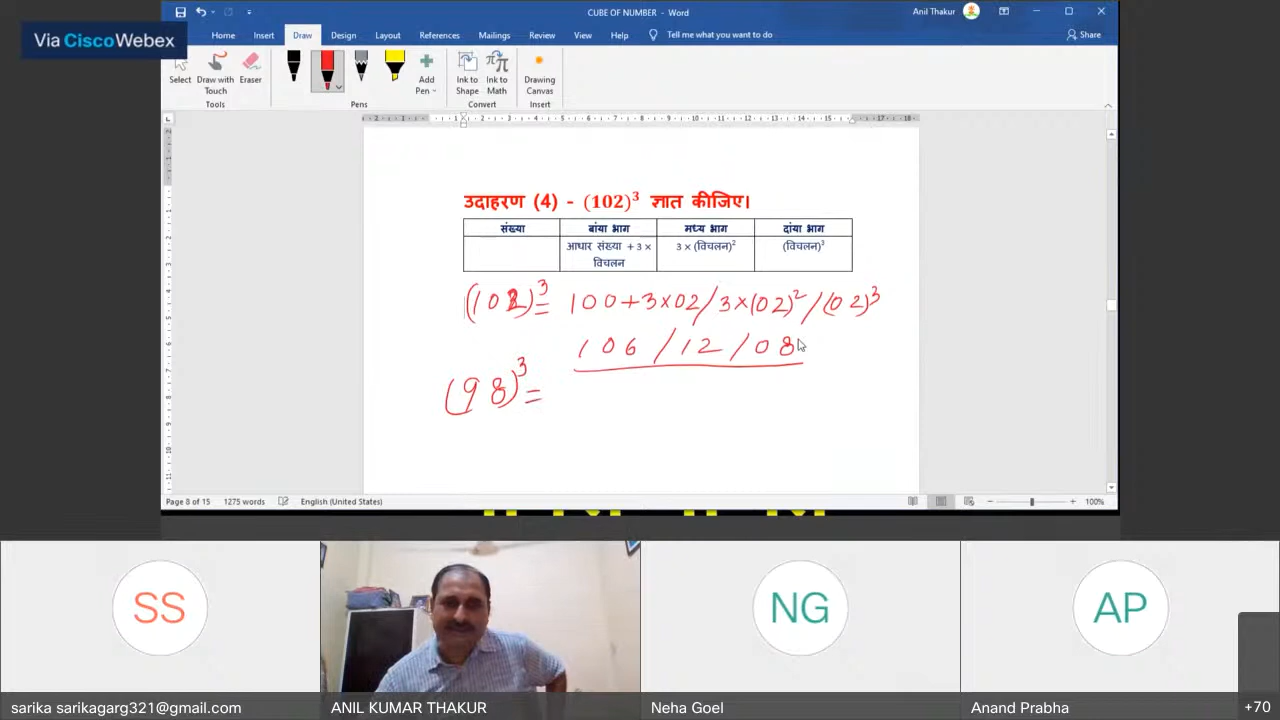 CUBE OF NUMBER - Word
Anil Thakur
Via Cisco Webex
Home Insert Draw Design Layout References Mailings Review View Help Tell me what you want to do
Share
Select Draw with Touch Eraser Add Pen Ink to Shape Ink to Math Drawing Canvas
Tools Pens Convert Insert
उदाहरण (4) - (102)³ ज्ञात कीजिए।
संख्या बांया भाग मध्य भाग दांया भाग
आधार संख्या + 3 × विचलन 3 × (विचलन)² (विचलन)³
(102)³ = 100+3×02/3×(02)²/(02)³
106/12/08
(98)³ =
Page 8 of 15 1275 words English (United States) 100%
SS NG AP
sarika sarikagarg321@gmail.com ANIL KUMAR THAKUR Neha Goel Anand Prabha +70